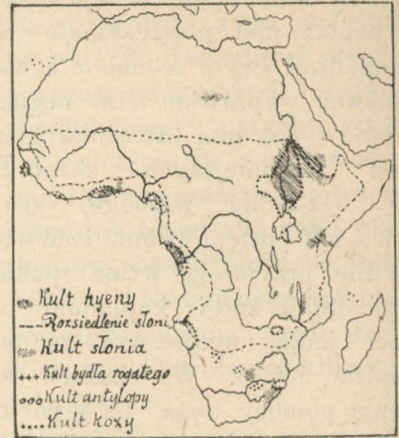 Kult hyeny
Rozsiedlenie słoni
Kult słonia
Kult bydła rogatego
Kult antylopy
Kult kozy